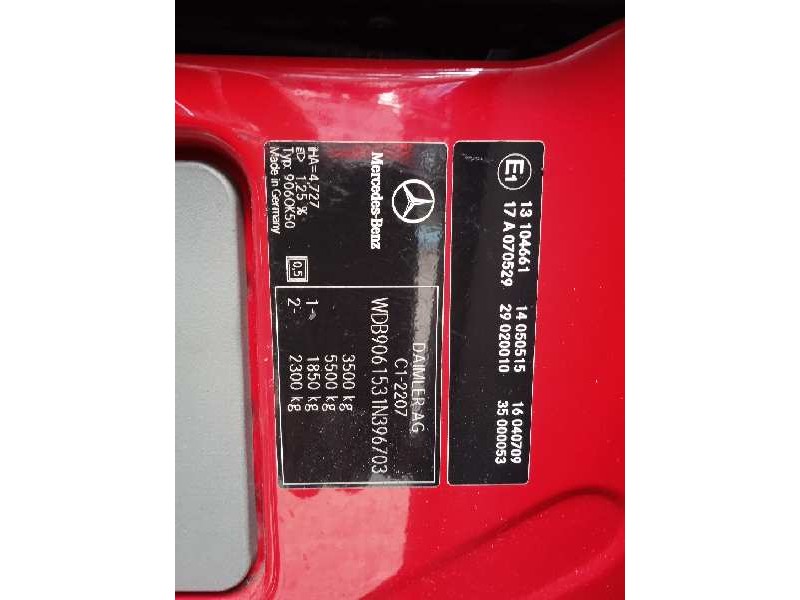 E1
13 104661 14 050515 16 040709
17 A 070529 29 020010 35 000053
Mercedes-Benz
DAIMLER AG
C1-2207
WDB9061531N396703
3500 kg
5500 kg
1- 1850 kg
2- 2300 kg
iHA=4,727
ED 1,25 %
Typ: 906OK50
Made in Germany
0,5